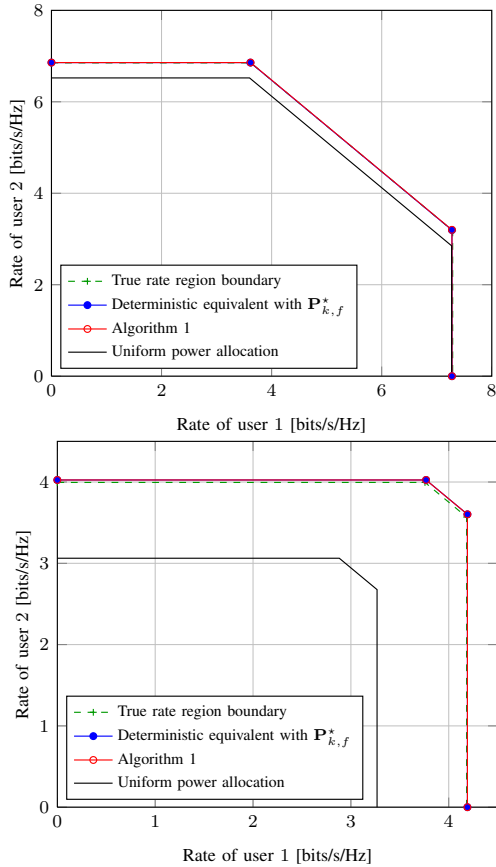 8
6
4
2
0
Rate of user 2 [bits/s/Hz]
True rate region boundary
Deterministic equivalent with P⋆k,f
Algorithm 1
Uniform power allocation
0 2 4 6 8
Rate of user 1 [bits/s/Hz]
4
3
2
1
0
Rate of user 2 [bits/s/Hz]
True rate region boundary
Deterministic equivalent with P⋆k,f
Algorithm 1
Uniform power allocation
0 1 2 3 4
Rate of user 1 [bits/s/Hz]